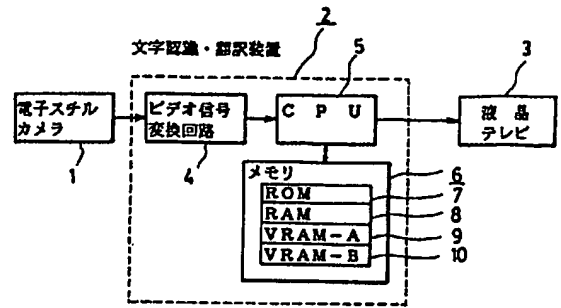 文字認識・翻訳装置
2
5
3
電子スチル
カメラ
ビデオ信号
変換回路
CPU
液晶
テレビ
1
4
メモリ
6
ROM
7
RAM
8
VRAM-A
9
VRAM-B
10